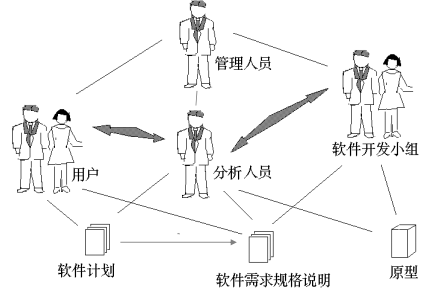 管理人员
用户
分析人员
软件开发小组
软件计划
软件需求规格说明
原型